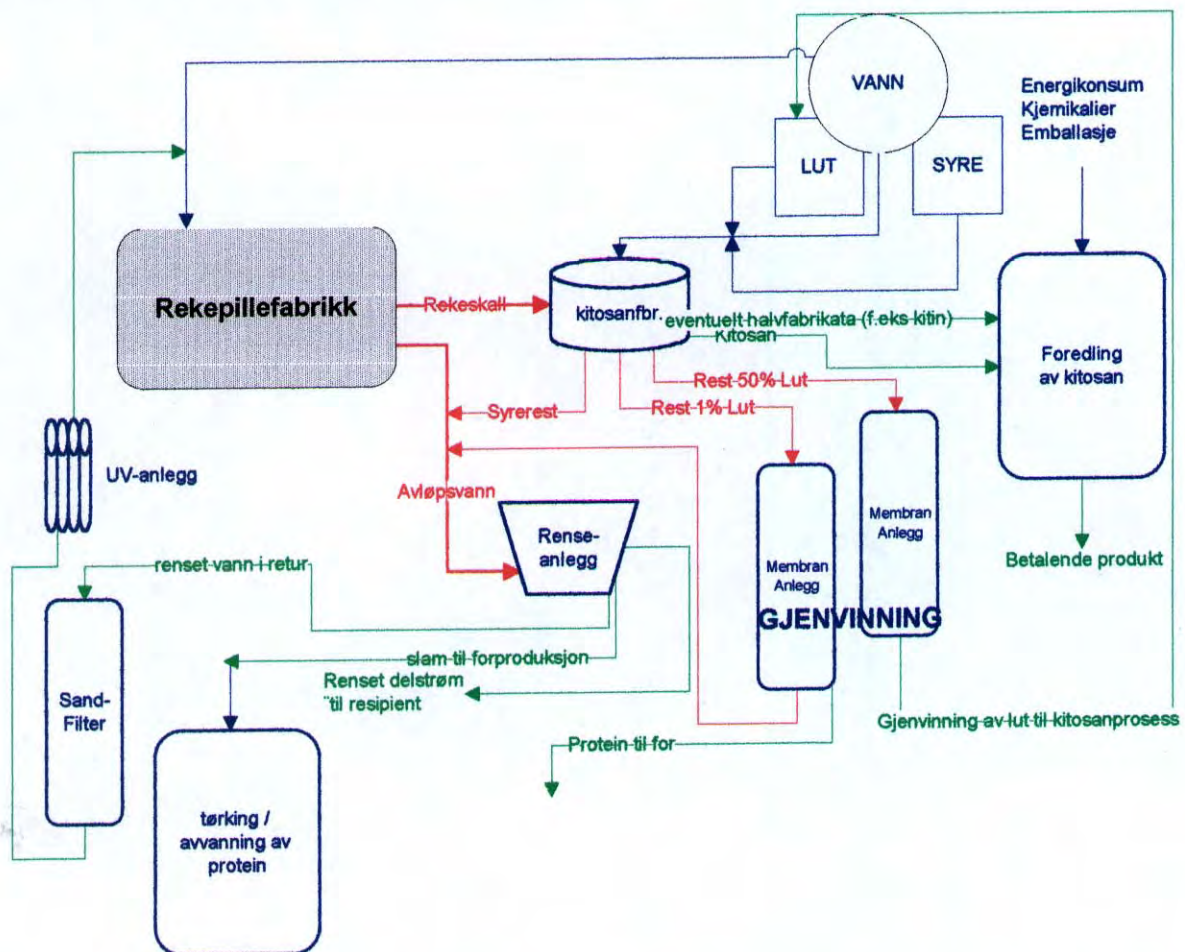 VANN
Energikonsum
Kjemikalier
Emballasje
LUT
SYRE
Rekepillefabrikk
Rekeskall
kitosanfbr.
eventuelt halvfabrikata (f.eks kitin)
Kitosan
Foredling
av kitosan
Rest 50% Lut
Syrerest
Rest 1% Lut
UV-anlegg
Avløpsvann
Rense-
anlegg
Membran
Anlegg
Membran
Anlegg
GJENVINNING
Betalende produkt
renset vann i retur
slam til forproduksjon
Renset delstrøm
¨til resipient
Sand-
Filter
Gjenvinning av lut til kitosanprosess
Protein til for
tørking /
avvanning av
protein